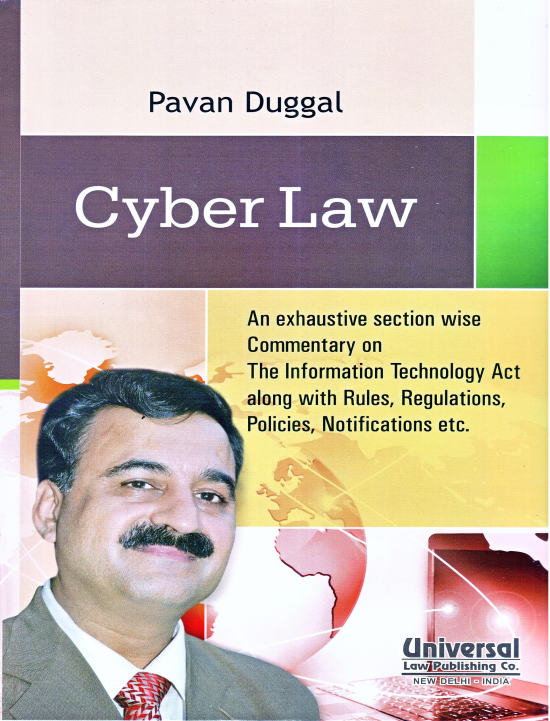 Pavan Duggal
Cyber Law
An exhaustive section wise
Commentary on
The Information Technology Act
along with Rules, Regulations,
Policies, Notifications etc.
Universal
Law Publishing Co.
NEW DELHI - INDIA